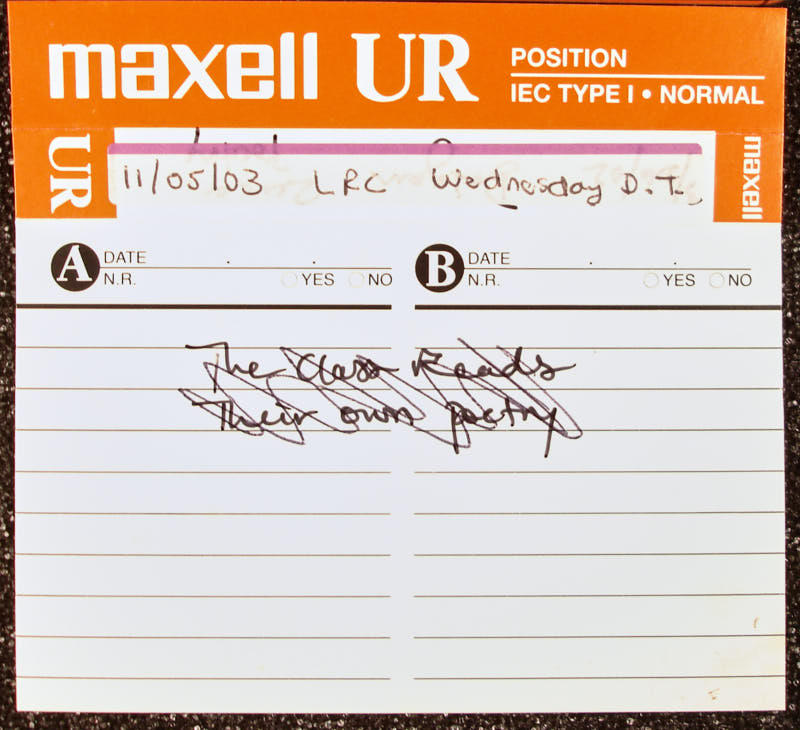 maxell UR
POSITION
IEC TYPE I • NORMAL
UR
maxell
11/05/03 LRC Wednesday D.T.
A DATE . .
N.R. YES NO
B DATE . .
N.R. YES NO
The class reads
Their own poetry